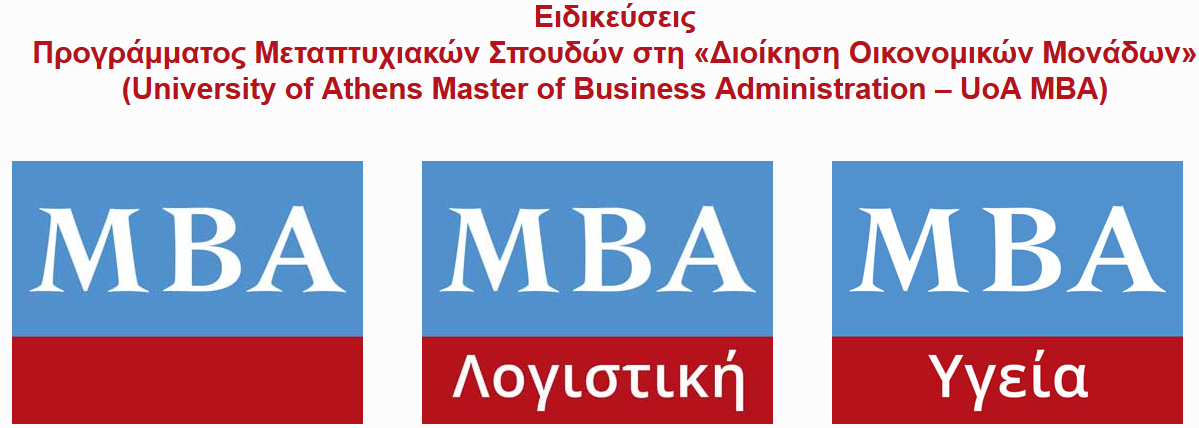 Ειδικεύσεις
Προγράμματος Μεταπτυχιακών Σπουδών στη «Διοίκηση Οικονομικών Μονάδων»
(University of Athens Master of Business Administration – UoA MBA)
MBA
MBA
Λογιστική
MBA
Υγεία